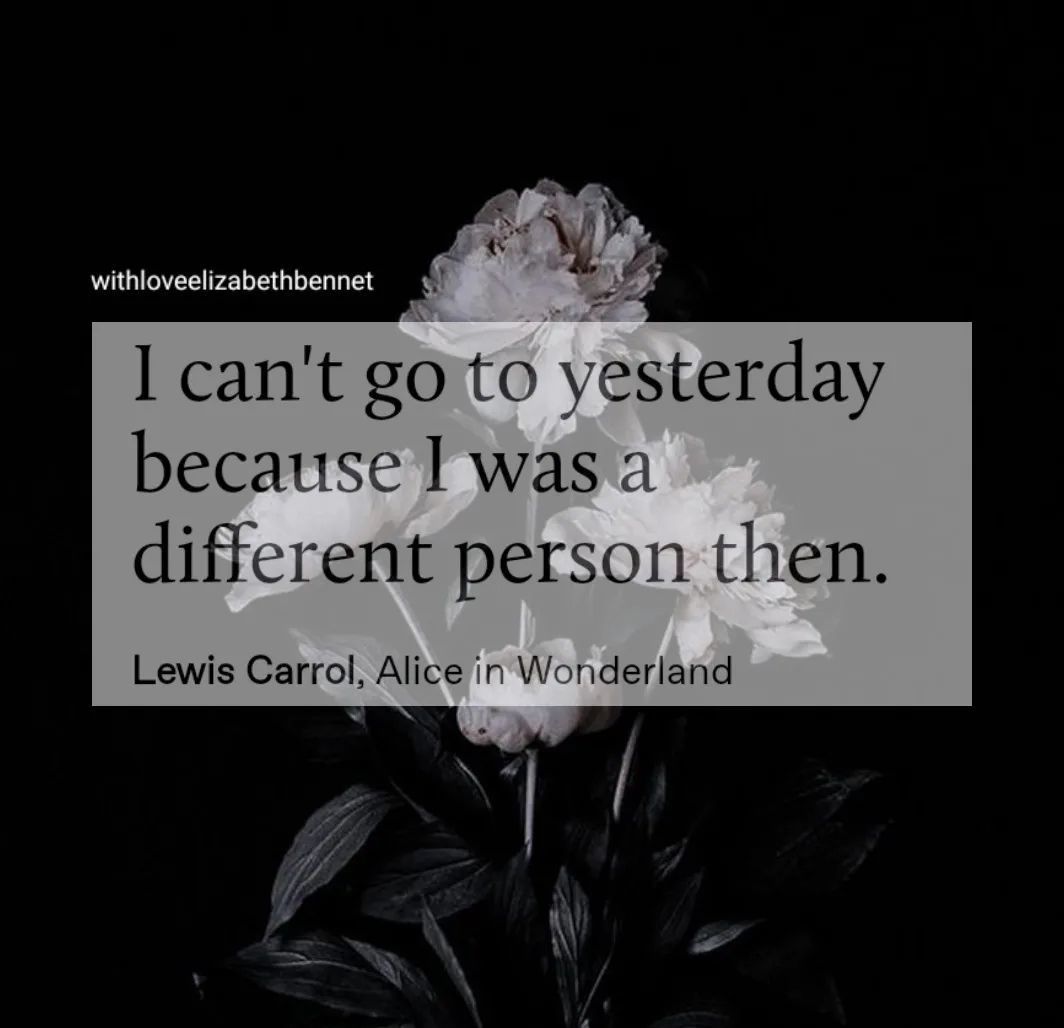 withloveelizabethbennet
I can't go to yesterday
because I was a
different person then.
Lewis Carrol, Alice in Wonderland